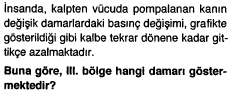 İnsanda, kalpten vücuda pompalanan kanın
değişik damarlardaki basınç değişimi, grafikte
gösterildiği gibi kalbe tekrar dönene kadar git-
tikçe azalmaktadır.
Buna göre, III. bölge hangi damarı göster-
mektedir?